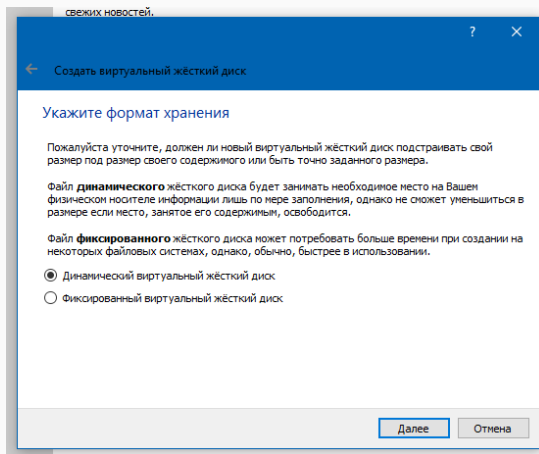 свежих новостей.
?
Создать виртуальный жёсткий диск
Укажите формат хранения
Пожалуйста уточните, должен ли новый виртуальный жёсткий диск подстраивать свой
размер под размер своего содержимого или быть точно заданного размера.
Файл динамического жёсткого диска будет занимать необходимое место на Вашем
физическом носителе информации лишь по мере заполнения, однако не сможет уменьшиться в
размере если место, занятое его содержимым, освободится.
Файл фиксированного жёсткого диска может потребовать больше времени при создании на
некоторых файловых системах, однако, обычно, быстрее в использовании.
Динамический виртуальный жёсткий диск
Фиксированный виртуальный жёсткий диск
Далее Отмена